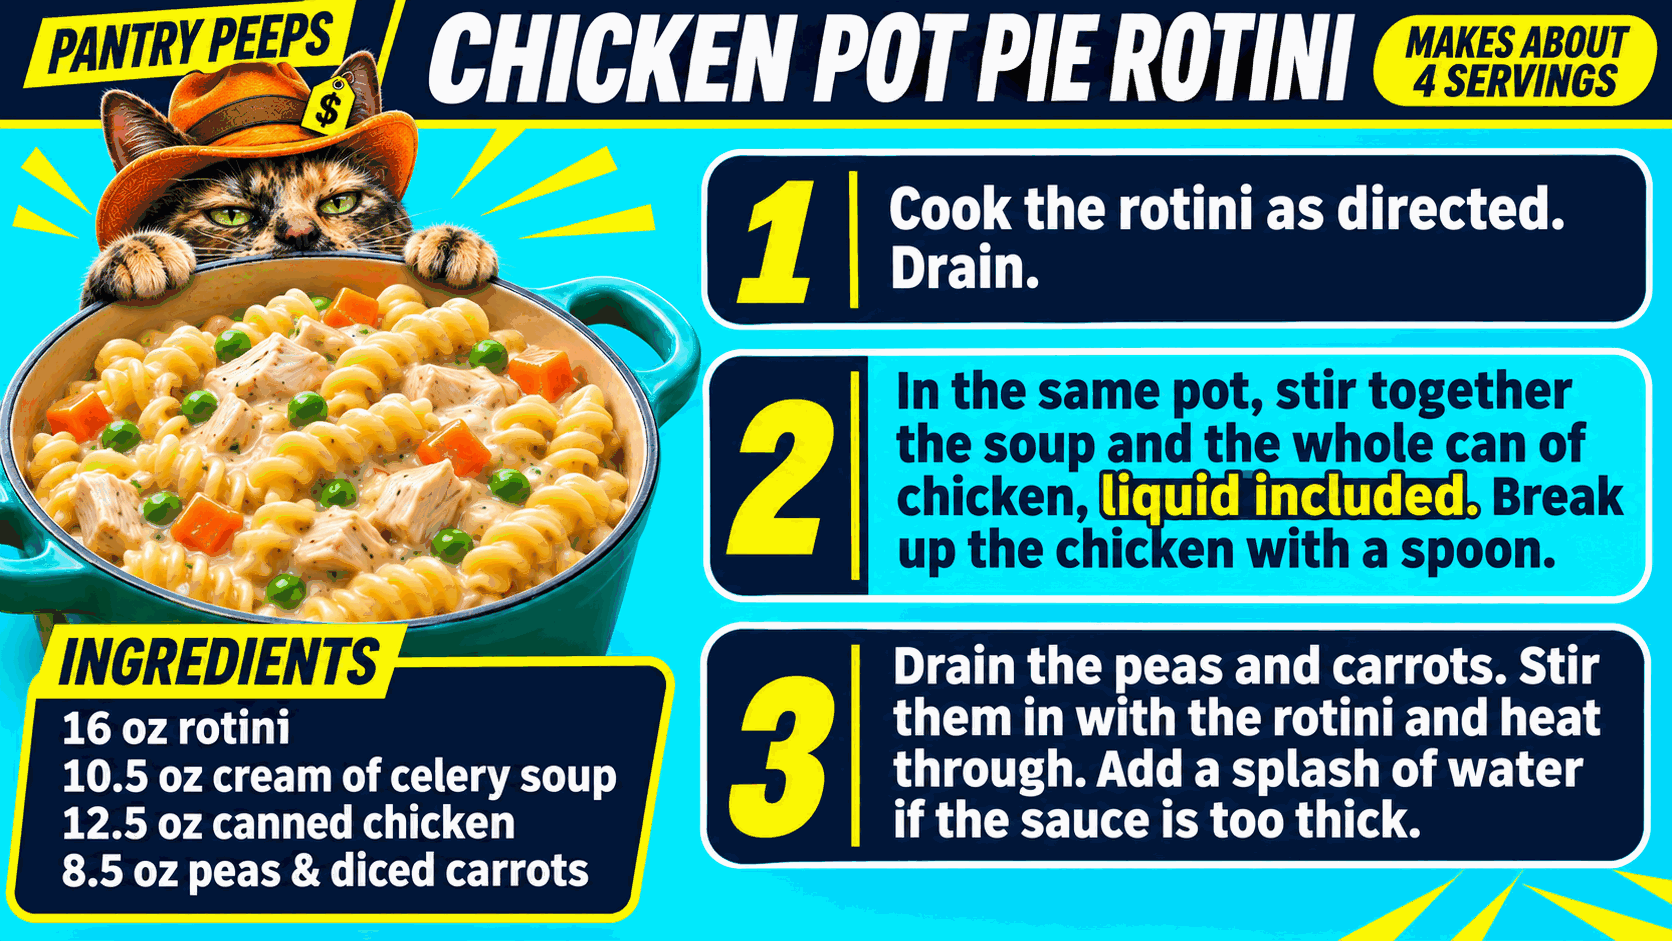 PANTRY PEEPS
$
CHICKEN POT PIE ROTINI
MAKES ABOUT
4 SERVINGS
1
Cook the rotini as directed.
Drain.
2
In the same pot, stir together
the soup and the whole can of
chicken, liquid included. Break
up the chicken with a spoon.
3
Drain the peas and carrots. Stir
them in with the rotini and heat
through. Add a splash of water
if the sauce is too thick.
INGREDIENTS
16 oz rotini
10.5 oz cream of celery soup
12.5 oz canned chicken
8.5 oz peas & diced carrots